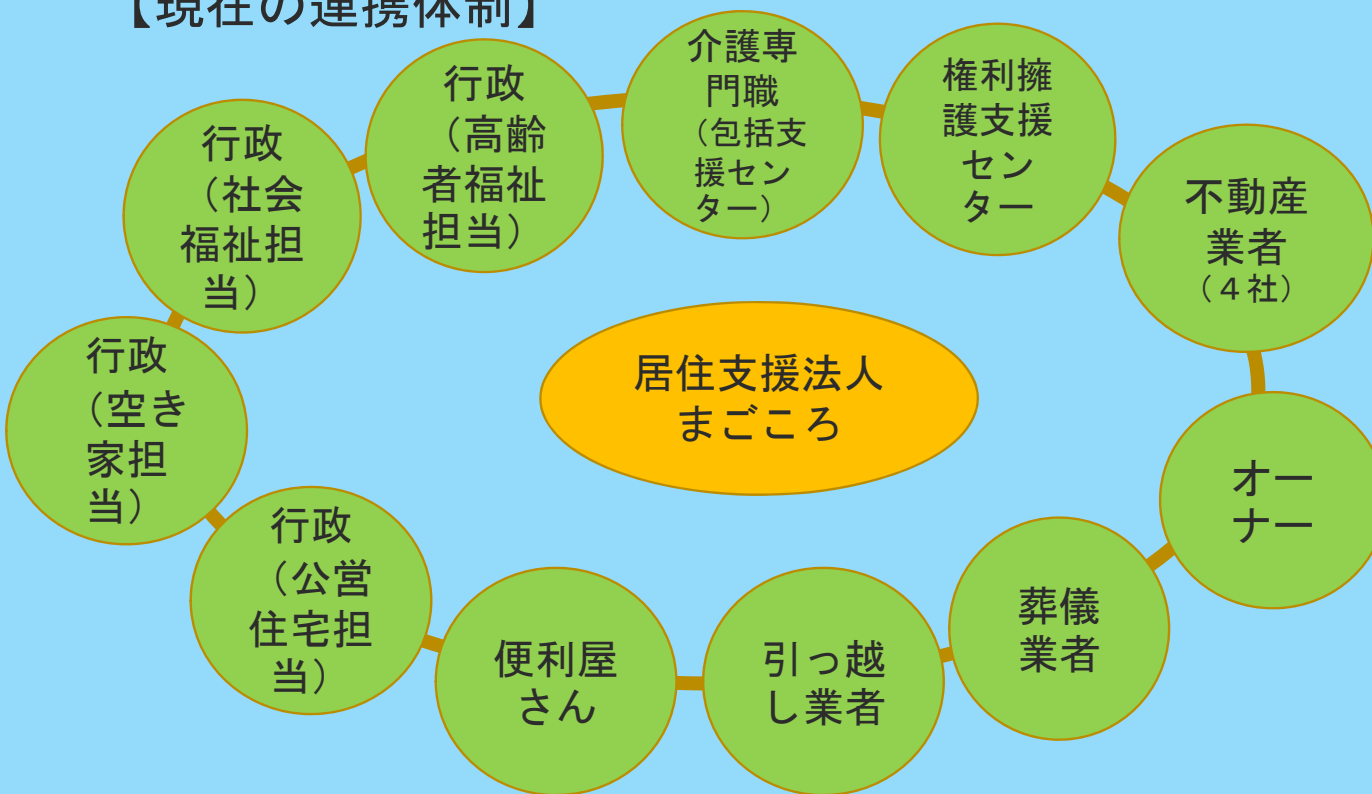 【現在の連携体制】
介護専
門職
（包括支
援セン
ター）
権利擁
護支援
セン
ター
不動産
業者
（４社）
オー
ナー
葬儀
業者
引っ越
し業者
便利屋
さん
行政
（公営
住宅担
当）
行政
（空き
家担
当）
行政
（社会
福祉担
当）
行政
（高齢
者福祉
担当）
居住支援法人
まごころ